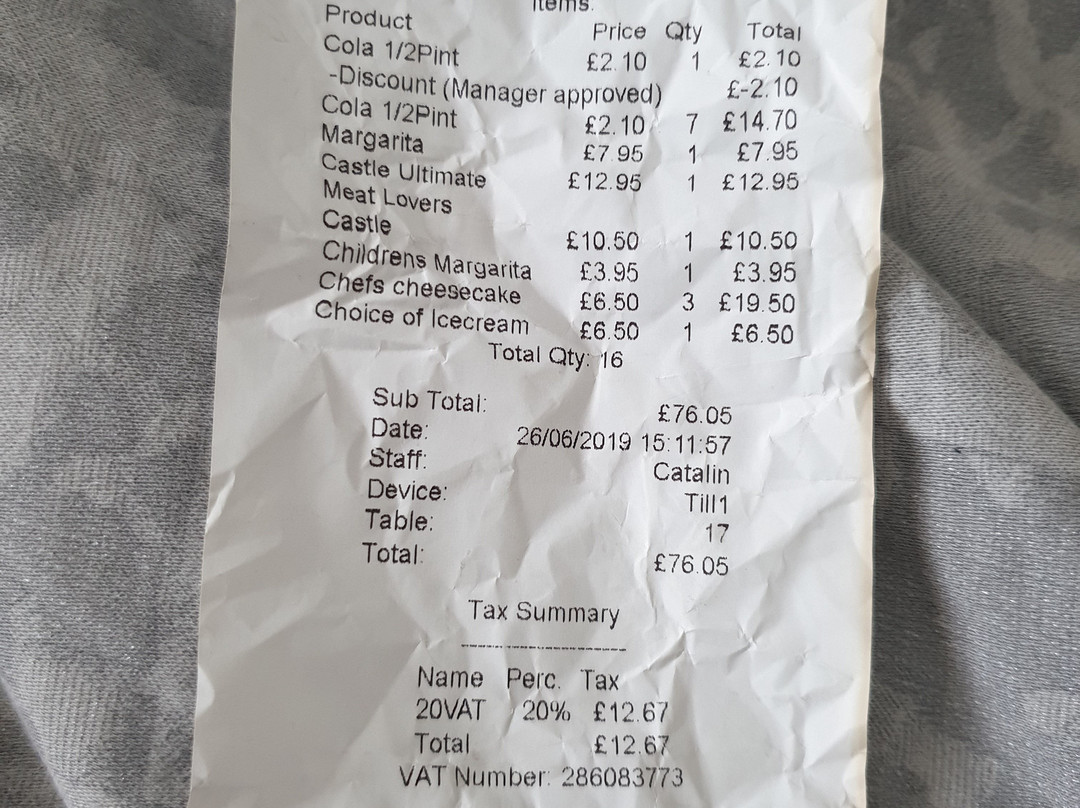 Items.
Product Price Qty Total
Cola 1/2Pint £2.10 1 £2.10
-Discount (Manager approved) £-2.10
Cola 1/2Pint £2.10 7 £14.70
Margarita £7.95 1 £7.95
Castle Ultimate £12.95 1 £12.95
Meat Lovers
Castle £10.50 1 £10.50
Childrens Margarita £3.95 1 £3.95
Chefs cheesecake £6.50 3 £19.50
Choice of Icecream £6.50 1 £6.50
Total Qty: 16
Sub Total: £76.05
Date: 26/06/2019 15:11:57
Staff: Catalin
Device: Till1
Table: 17
Total: £76.05
Tax Summary
Name Perc. Tax
20VAT 20% £12.67
Total £12.67
VAT Number: 286083773